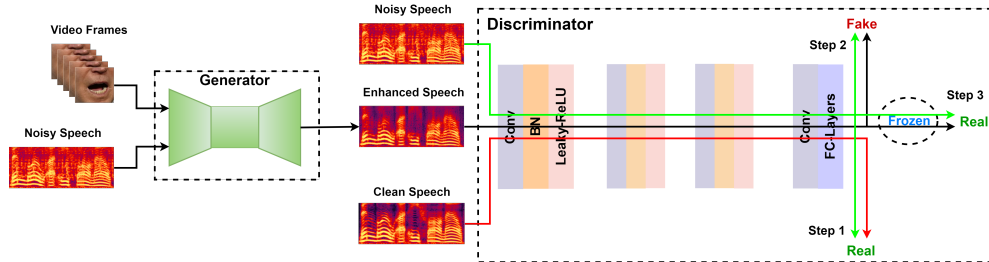 Video Frames
Noisy Speech
Generator
Noisy Speech
Enhanced Speech
Clean Speech
Discriminator
Conv
BN
Leaky-ReLU
Conv
FC-Layers
Fake
Step 2
Step 3
Frozen
Real
Step 1
Real